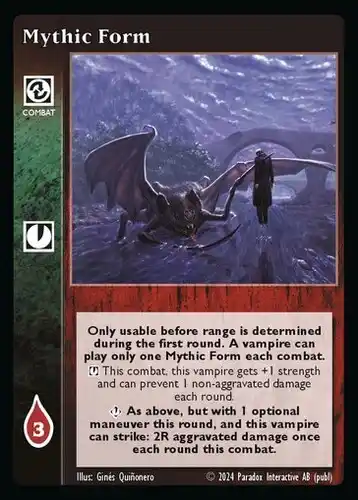 Mythic Form
COMBAT
Only usable before range is determined
during the first round. A vampire can
play only one Mythic Form each combat.
This combat, this vampire gets +1 strength
and can prevent 1 non-aggravated damage
each round.
As above, but with 1 optional
maneuver this round, and this vampire
can strike: 2R aggravated damage once
each round this combat.
3
Illus: Ginés Quiñonero
© 2024 Paradox Interactive AB (publ)